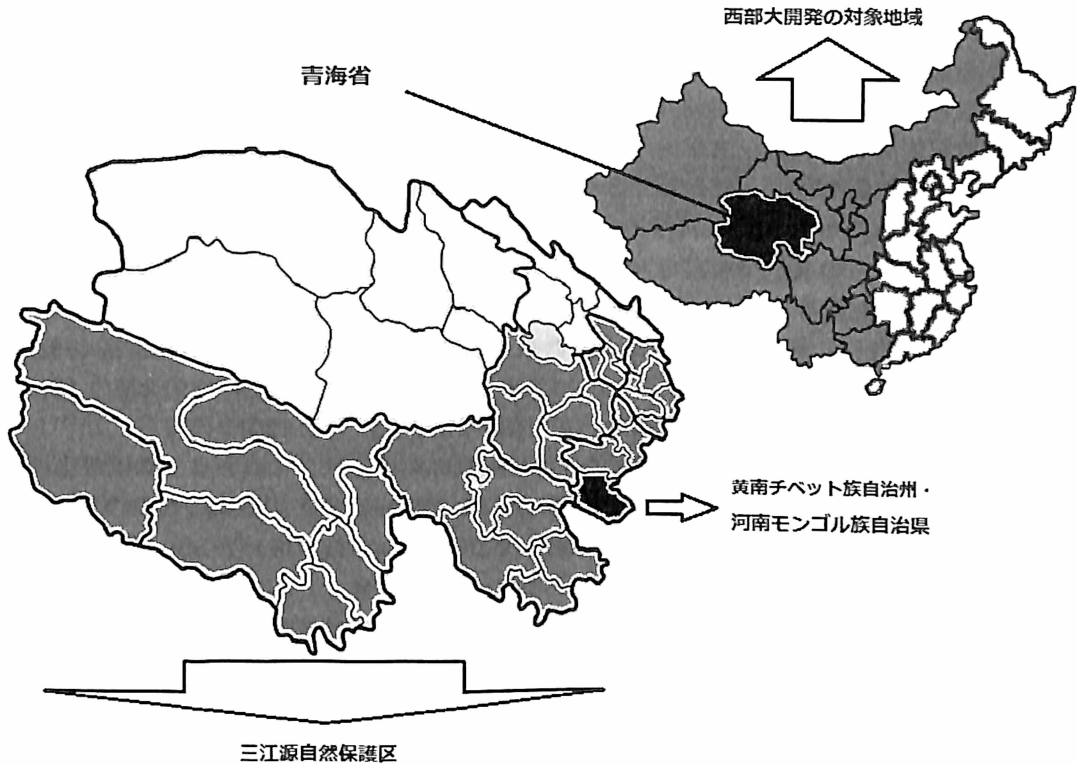 西部大開発の対象地域
青海省
黄南チベット族自治州・
河南モンゴル族自治県
三江源自然保護区